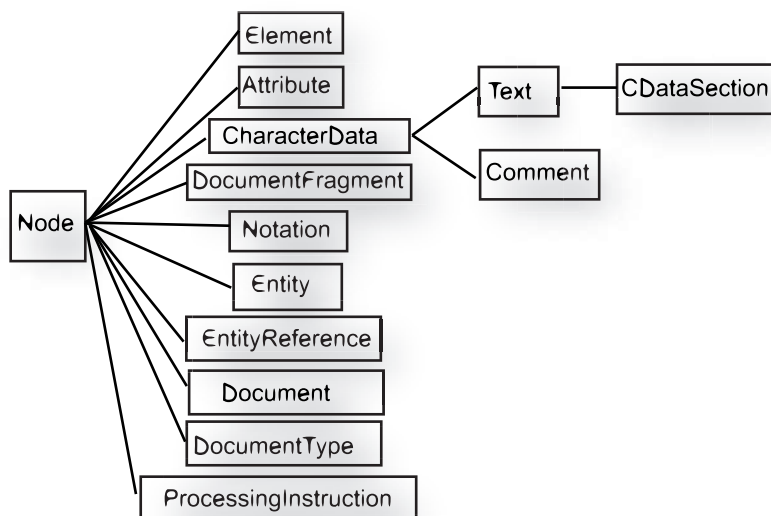 Element
Attribute
Text
CDataSection
CharacterData
Comment
DocumentFragment
Node
Notation
Entity
EntityReference
Document
DocumentType
ProcessingInstruction